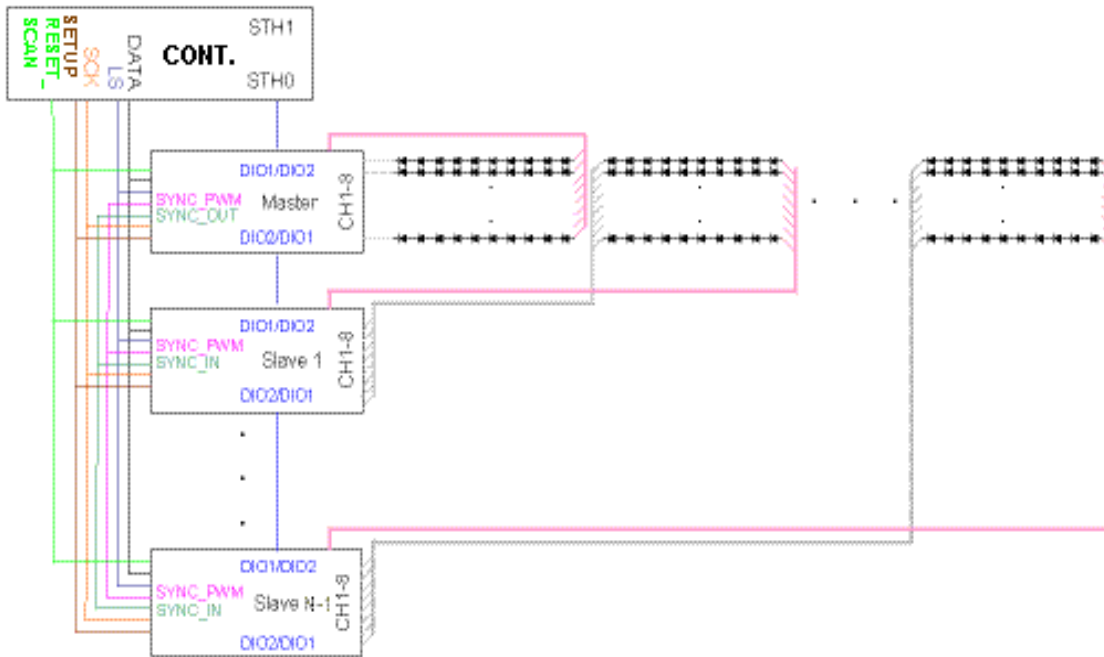 RESET_
SCAN
SETUP
SCK
LS
DATA
CONT.
STH1
STH0
DIO1/DIO2
SYNC_PWM
SYNC_OUT
Master
DIO2/DIO1
CH1-8
DIO1/DIO2
SYNC_PWM
SYNC_IN
Slave 1
DIO2/DIO1
CH1-8
DIO1/DIO2
SYNC_PWM
SYNC_IN
Slave N-1
DIO2/DIO1
CH1-8